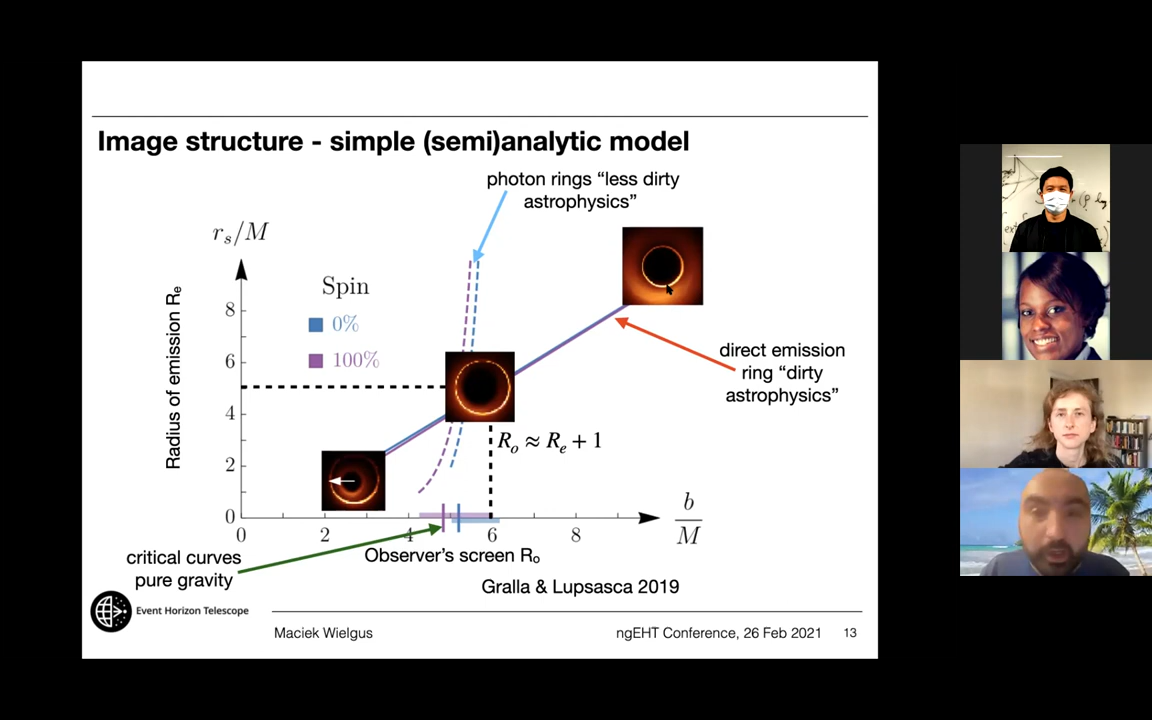 Image structure - simple (semi)analytic model
photon rings “less dirty
astrophysics”
r_s/M
Radius of emission Rₑ
Spin
0%
100%
8
6
4
2
0
direct emission
ring “dirty
astrophysics”
R_o ≈ R_e + 1
0
4
6
8
b
M
critical curves
pure gravity
Observer’s screen Rₒ
Gralla & Lupsasca 2019
Event Horizon Telescope
Maciek Wielgus
ngEHT Conference, 26 Feb 2021
13